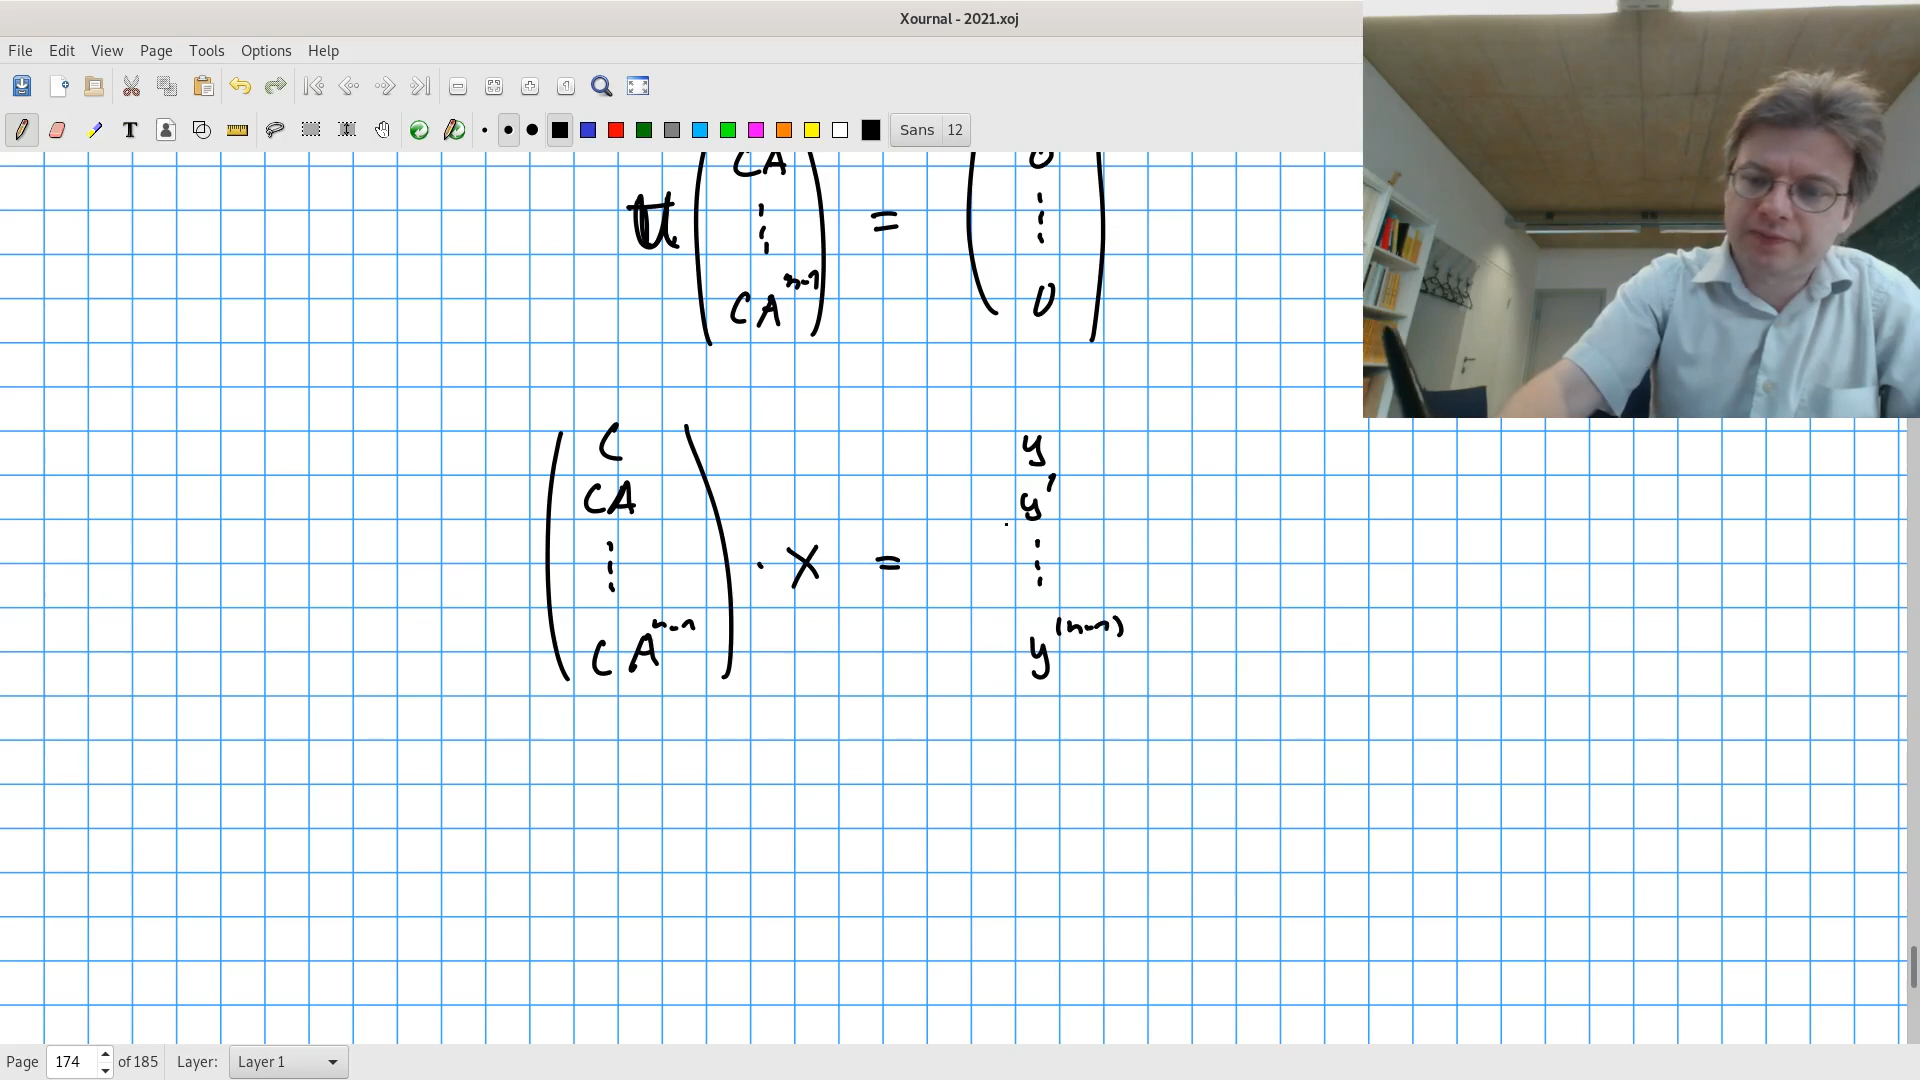 Xournal - 2021.xoj
File Edit View Page Tools Options Help
Sans 12
CA 0
⋮ = ⋮
CA^{n-1} 0
C y
CA y'
⋮ · x = ⋮
CA^{n-1} y^{(n-1)}
Page 174 of 185 Layer: Layer 1